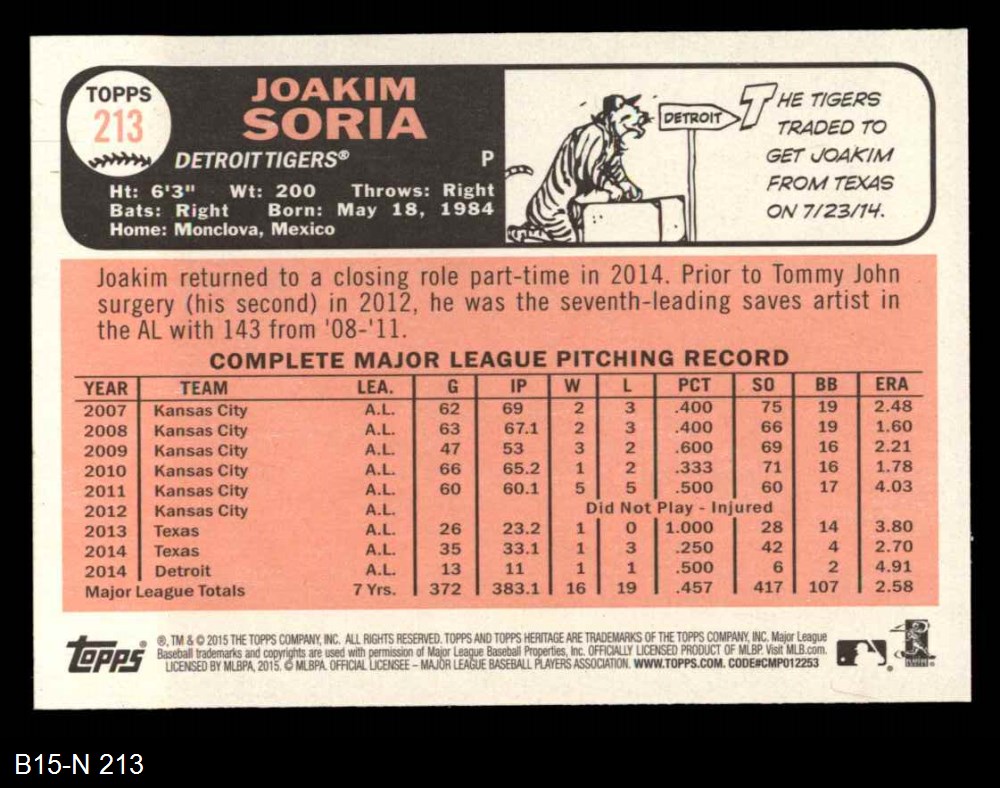 TOPPS
213
JOAKIM
SORIA
DETROIT TIGERS® P
Ht: 6'3" Wt: 200 Throws: Right
Bats: Right Born: May 18, 1984
Home: Monclova, Mexico
DETROIT
THE TIGERS
TRADED TO
GET JOAKIM
FROM TEXAS
ON 7/23/14.
Joakim returned to a closing role part-time in 2014. Prior to Tommy John
surgery (his second) in 2012, he was the seventh-leading saves artist in
the AL with 143 from '08-'11.
COMPLETE MAJOR LEAGUE PITCHING RECORD
YEAR TEAM LEA. G IP W L PCT SO BB ERA
2007 Kansas City A.L. 62 69 2 3 .400 75 19 2.48
2008 Kansas City A.L. 63 67.1 2 3 .400 66 19 1.60
2009 Kansas City A.L. 47 53 3 2 .600 69 16 2.21
2010 Kansas City A.L. 66 65.2 1 2 .333 71 16 1.78
2011 Kansas City A.L. 60 60.1 5 5 .500 60 17 4.03
2012 Kansas City A.L. Did Not Play - Injured
2013 Texas A.L. 26 23.2 1 0 1.000 28 14 3.80
2014 Texas A.L. 35 33.1 1 3 .250 42 4 2.70
2014 Detroit A.L. 13 11 1 1 .500 6 2 4.91
Major League Totals 7 Yrs. 372 383.1 16 19 .457 417 107 2.58
Topps®
®, TM & © 2015 THE TOPPS COMPANY, INC. ALL RIGHTS RESERVED. TOPPS AND TOPPS HERITAGE ARE TRADEMARKS OF THE TOPPS COMPANY, INC. Major League
Baseball trademarks and copyrights are used with permission of Major League Baseball Properties, Inc. OFFICIALLY LICENSED PRODUCT OF MLBP. Visit MLB.com.
LICENSED BY MLBPA, 2015. © MLBPA. OFFICIAL LICENSEE – MAJOR LEAGUE BASEBALL PLAYERS ASSOCIATION. WWW.TOPPS.COM. CODE#CMP012253
B15-N 213